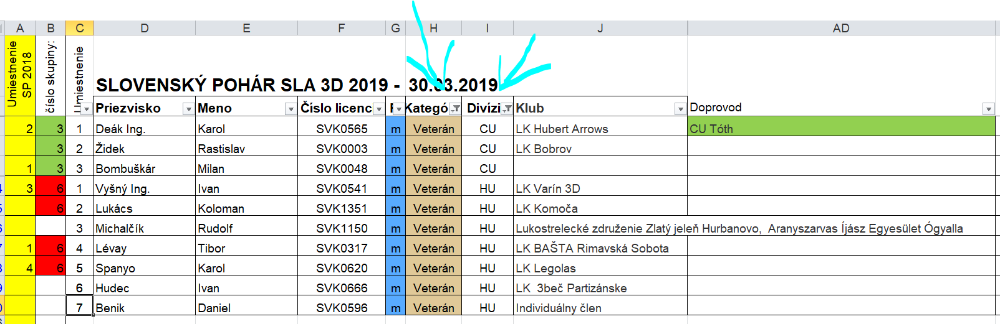 A B C D E F G H I J AD
Umiestnenie SP 2018
číslo skupiny:
Umiestnenie
SLOVENSKÝ POHÁR SLA 3D 2019 - 30.03.2019
Priezvisko Meno Číslo licenc Kategó Divízi Klub Doprovod
2 3 1 Deák Ing. Karol SVK0565 m Veterán CU LK Hubert Arrows CU Tóth
3 2 Židek Rastislav SVK0003 m Veterán CU LK Bobrov
1 3 3 Bombuškár Milan SVK0048 m Veterán CU
3 6 1 Vyšný Ing. Ivan SVK0541 m Veterán HU LK Varín 3D
6 2 Lukács Koloman SVK1351 m Veterán HU LK Komoča
3 Michalčík Rudolf SVK1150 m Veterán HU Lukostrelecké združenie Zlatý jeleň Hurbanovo, Aranyszarvas Íjász Egyesület Ógyalla
1 6 4 Lévay Tibor SVK0317 m Veterán HU LK BAŠTA Rimavská Sobota
4 6 5 Spanyo Karol SVK0620 m Veterán HU LK Legolas
6 Hudec Ivan SVK0666 m Veterán HU LK 3beč Partizánske
7 Benik Daniel SVK0596 m Veterán HU Individuálny člen